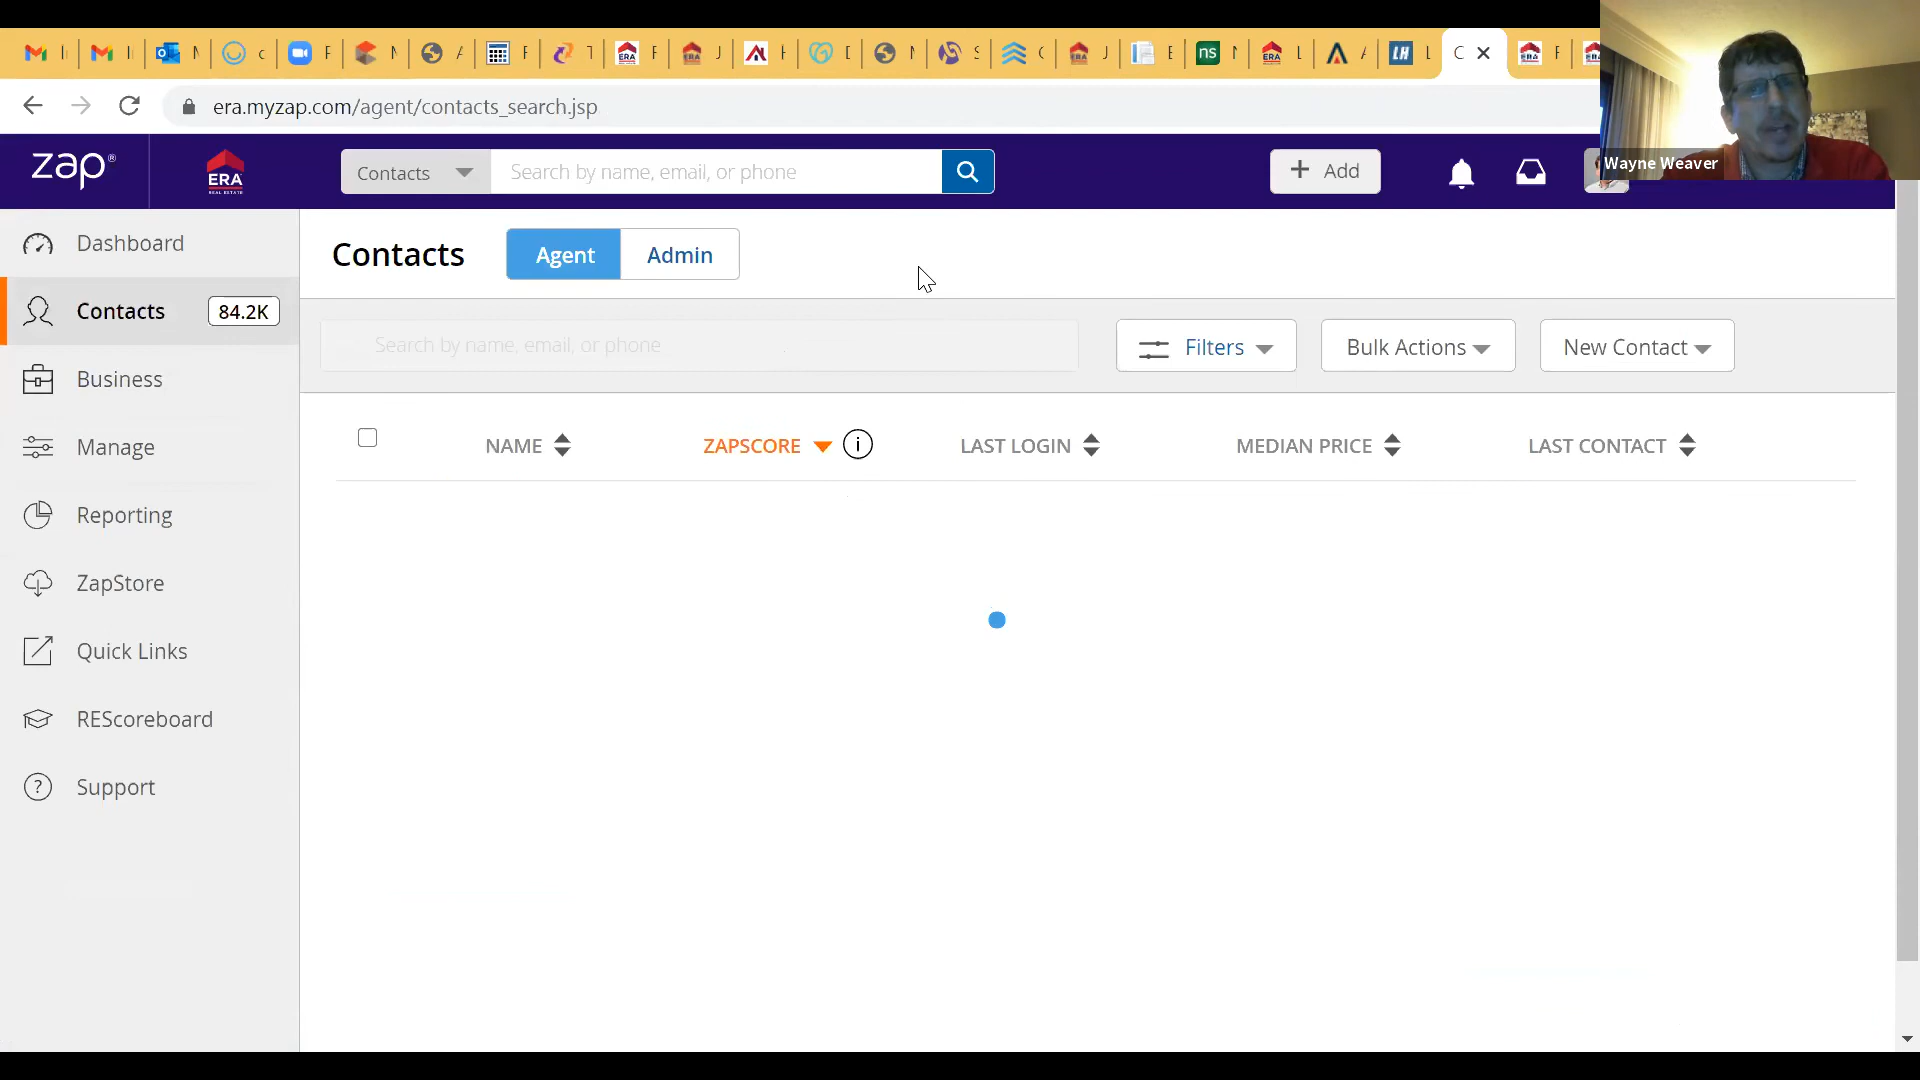 era.myzap.com/agent/contacts_search.jsp
zap®
ERA
REAL ESTATE
Contacts
Search by name, email, or phone
+ Add
Wayne Weaver
Dashboard
Contacts
84.2K
Business
Manage
Reporting
ZapStore
Quick Links
REScoreboard
Support
Contacts
Agent
Admin
Search by name, email, or phone
Filters
Bulk Actions
New Contact
NAME
ZAPSCORE
LAST LOGIN
MEDIAN PRICE
LAST CONTACT